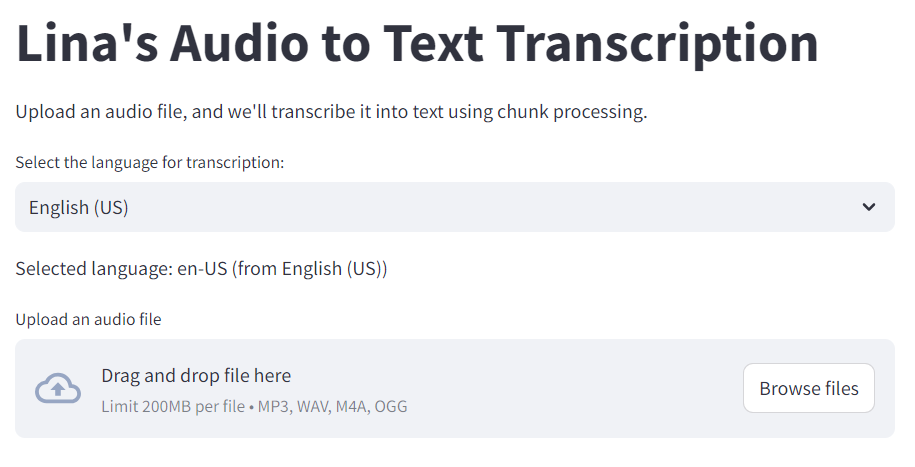 Lina's Audio to Text Transcription
Upload an audio file, and we'll transcribe it into text using chunk processing.
Select the language for transcription:
English (US)
Selected language: en-US (from English (US))
Upload an audio file
Drag and drop file here
Limit 200MB per file • MP3, WAV, M4A, OGG
Browse files